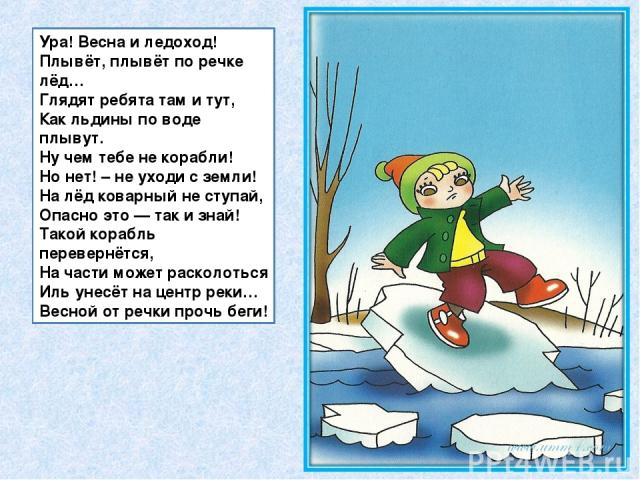 Ура! Весна и ледоход!
Плывёт, плывёт по речке
лёд…
Глядят ребята там и тут,
Как льдины по воде
плывут.
Ну чем тебе не корабли!
Но нет! – не уходи с земли!
На лёд коварный не ступай,
Опасно это — так и знай!
Такой корабль
перевернётся,
На части может расколоться
Иль унесёт на центр реки…
Весной от речки прочь беги!
PPt4WEB.ru